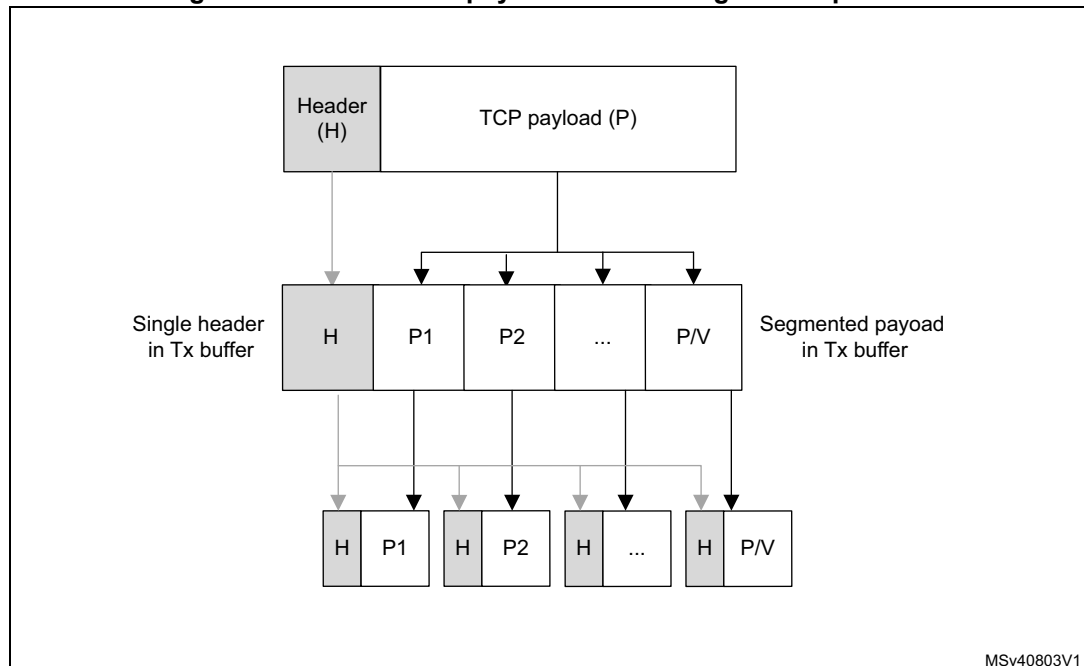 Header
(H)
TCP payload (P)
Single header
in Tx buffer
H
P1
P2
...
P/V
Segmented payoad
in Tx buffer
H
P1
H
P2
H
...
H
P/V
MSv40803V1